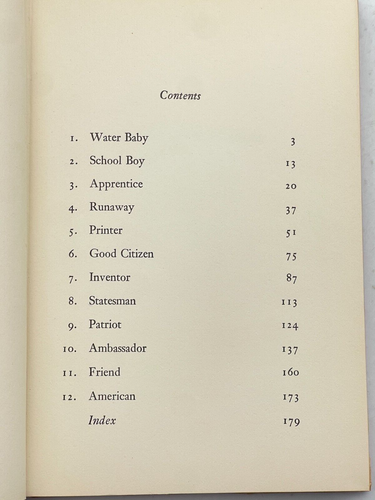 Contents
1. Water Baby 3
2. School Boy 13
3. Apprentice 20
4. Runaway 37
5. Printer 51
6. Good Citizen 75
7. Inventor 87
8. Statesman 113
9. Patriot 124
10. Ambassador 137
11. Friend 160
12. American 173
Index 179